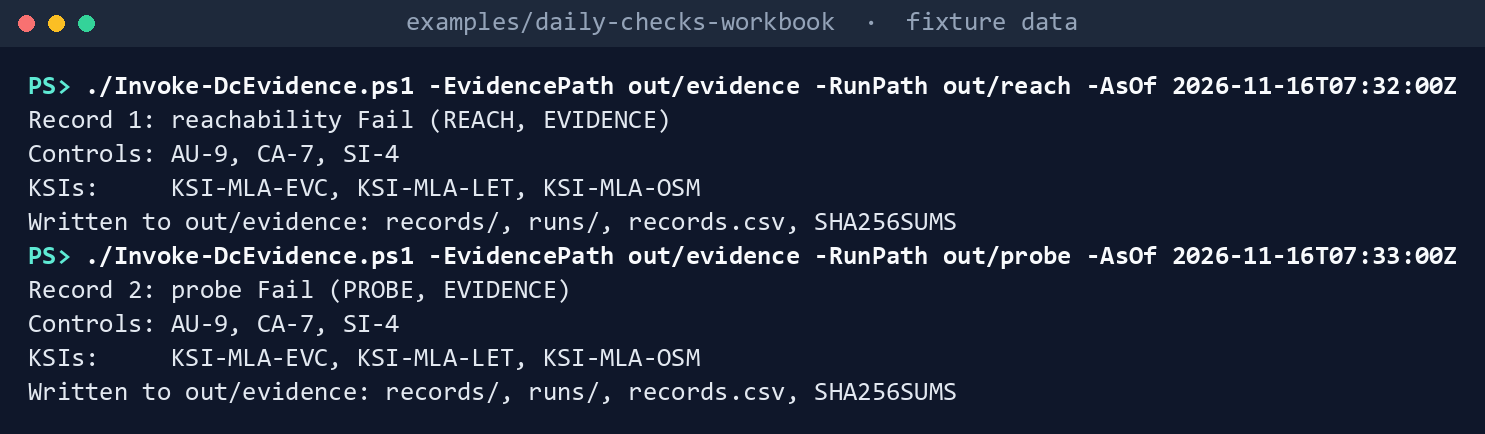 examples/daily-checks-workbook · fixture data
PS> ./Invoke-DcEvidence.ps1 -EvidencePath out/evidence -RunPath out/reach -AsOf 2026-11-16T07:32:00Z
Record 1: reachability Fail (REACH, EVIDENCE)
Controls: AU-9, CA-7, SI-4
KSIs:     KSI-MLA-EVC, KSI-MLA-LET, KSI-MLA-OSM
Written to out/evidence: records/, runs/, records.csv, SHA256SUMS
PS> ./Invoke-DcEvidence.ps1 -EvidencePath out/evidence -RunPath out/probe -AsOf 2026-11-16T07:33:00Z
Record 2: probe Fail (PROBE, EVIDENCE)
Controls: AU-9, CA-7, SI-4
KSIs:     KSI-MLA-EVC, KSI-MLA-LET, KSI-MLA-OSM
Written to out/evidence: records/, runs/, records.csv, SHA256SUMS